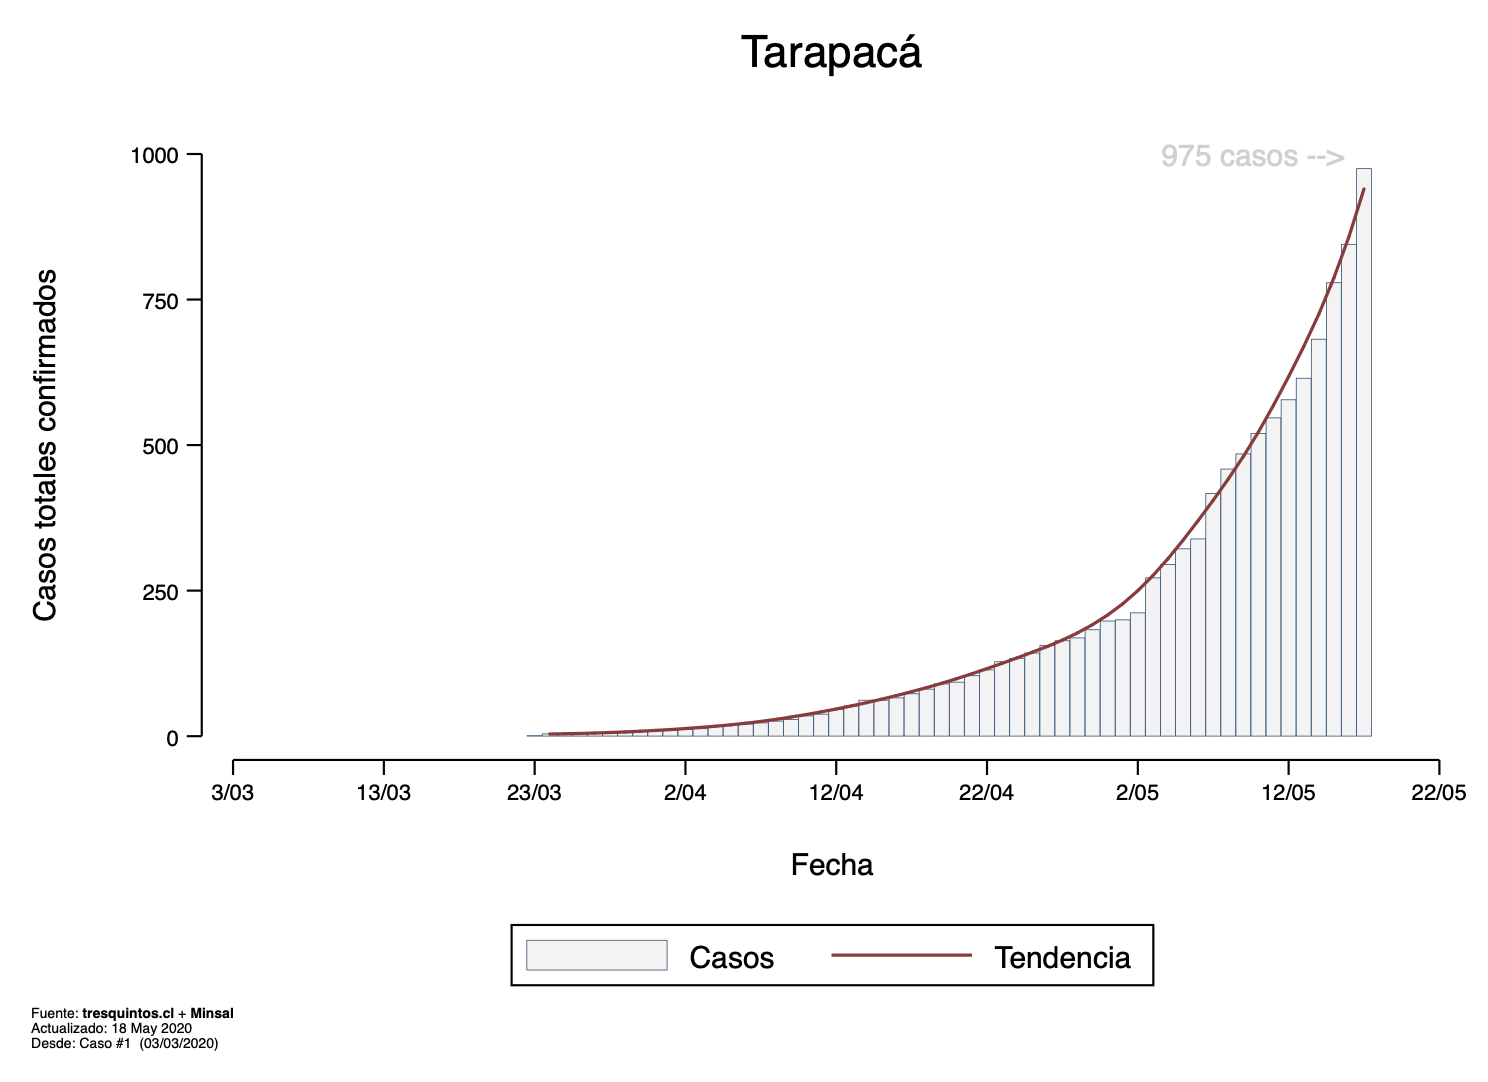 Tarapacá
975 casos -->
Casos totales confirmados
1000
750
500
250
0
3/03 13/03 23/03 2/04 12/04 22/04 2/05 12/05 22/05
Fecha
Casos Tendencia
Fuente: tresquintos.cl + Minsal
Actualizado: 18 May 2020
Desde: Caso #1 (03/03/2020)